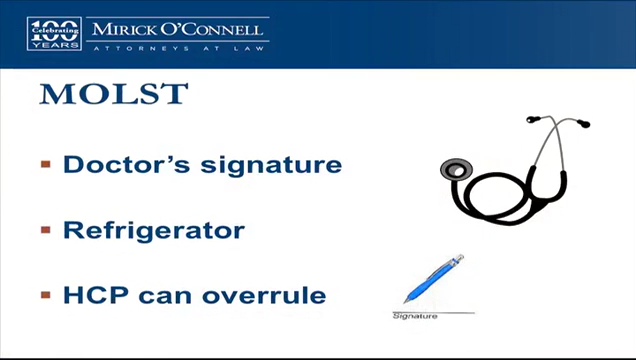 Celebrating
100
YEARS
MIRICK O'CONNELL
ATTORNEYS AT LAW
MOLST
Doctor's signature
Refrigerator
HCP can overrule
Signature